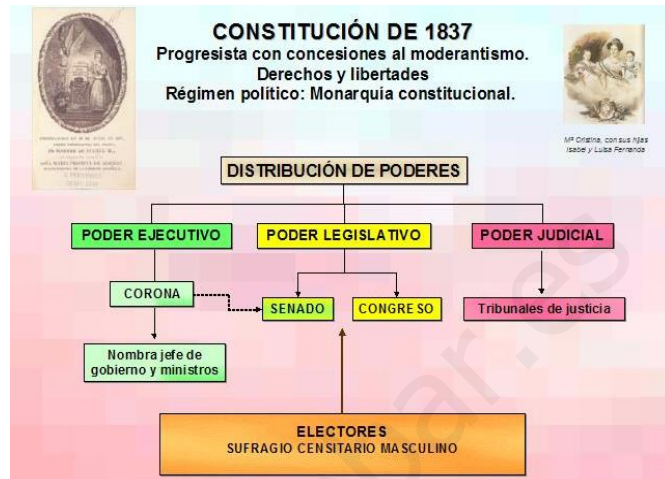 CONSTITUCIÓN DE 1837
Progresista con concesiones al moderantismo.
Derechos y libertades
Régimen político: Monarquía constitucional.
Mª Cristina, con sus hijas
Isabel y Luisa Fernanda
DISTRIBUCIÓN DE PODERES
PODER EJECUTIVO
PODER LEGISLATIVO
PODER JUDICIAL
CORONA
SENADO
CONGRESO
Tribunales de justicia
Nombra jefe de
gobierno y ministros
ELECTORES
SUFRAGIO CENSITARIO MASCULINO